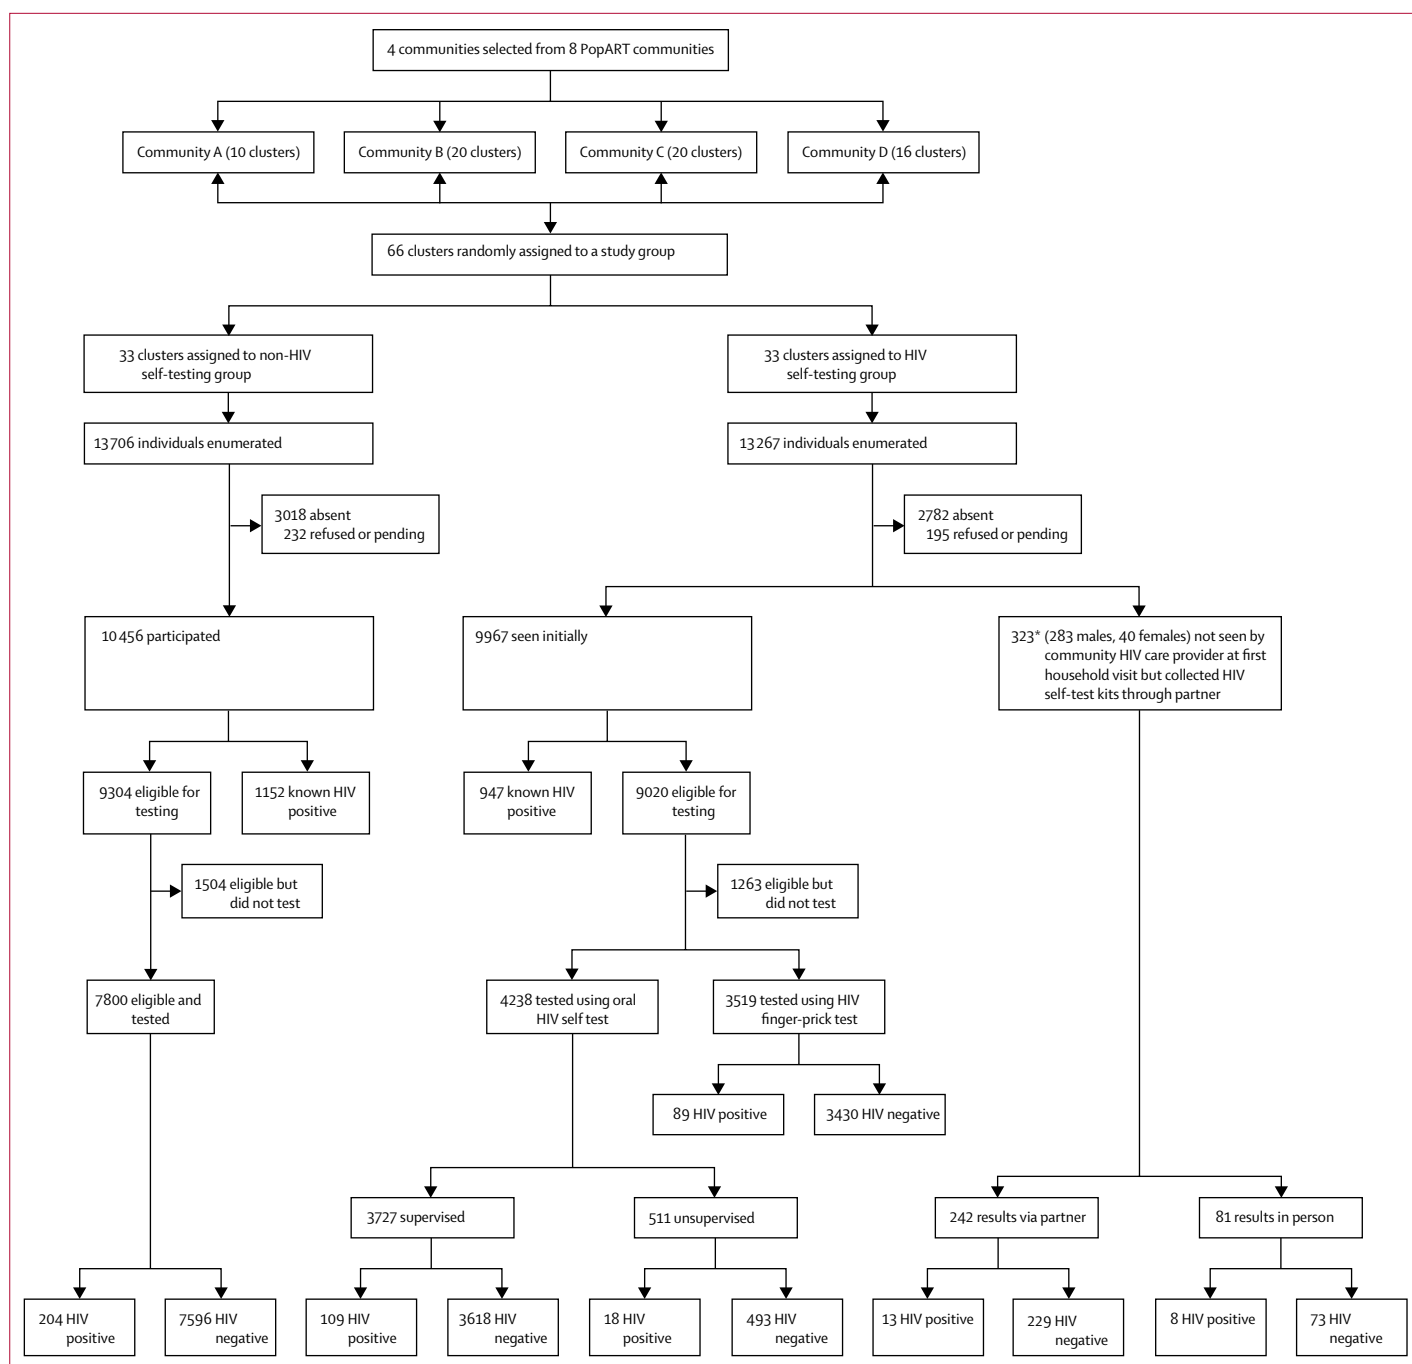 4 communities selected from 8 PopART communities
Community A (10 clusters)
Community B (20 clusters)
Community C (20 clusters)
Community D (16 clusters)
66 clusters randomly assigned to a study group
33 clusters assigned to non-HIV
self-testing group
33 clusters assigned to HIV
self-testing group
13 706 individuals enumerated
13 267 individuals enumerated
3018 absent
232 refused or pending
2782 absent
195 refused or pending
10 456 participated
9967 seen initially
323* (283 males, 40 females) not seen by
community HIV care provider at first
household visit but collected HIV
self-test kits through partner
9304 eligible for
testing
1152 known HIV
positive
947 known HIV
positive
9020 eligible for
testing
1504 eligible but
did not test
1263 eligible but
did not test
7800 eligible and
tested
4238 tested using oral
HIV self test
3519 tested using HIV
finger-prick test
89 HIV positive
3430 HIV negative
3727 supervised
511 unsupervised
242 results via partner
81 results in person
204 HIV
positive
7596 HIV
negative
109 HIV
positive
3618 HIV
negative
18 HIV
positive
493 HIV
negative
13 HIV positive
229 HIV
negative
8 HIV positive
73 HIV
negative